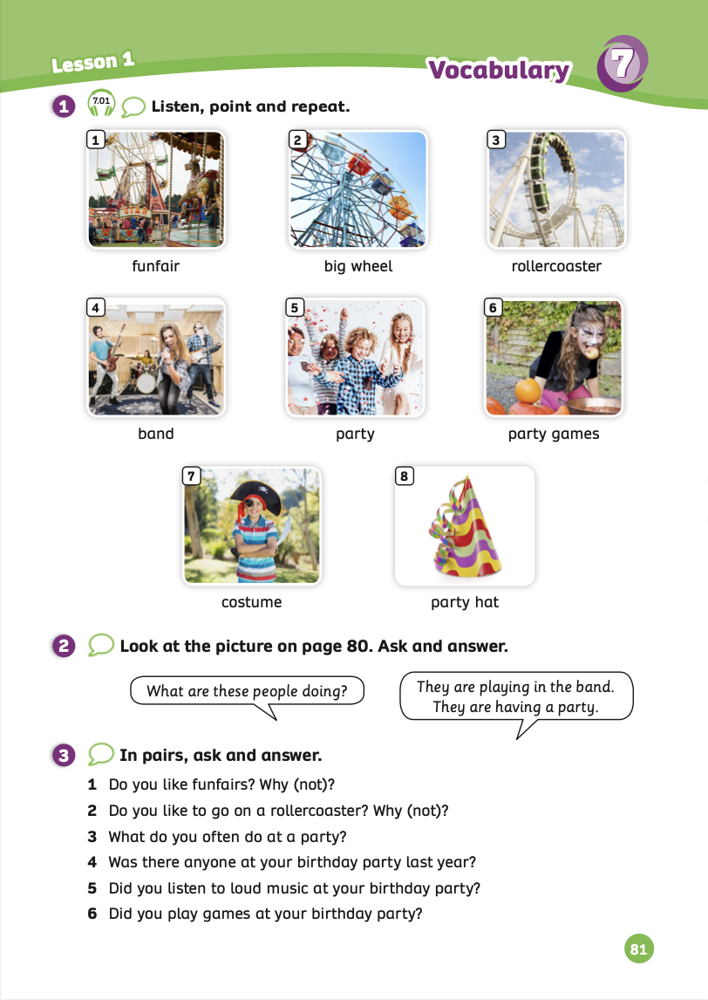 Lesson 1
Vocabulary
7
1 7.01 Listen, point and repeat.
1
2
3
funfair
big wheel
rollercoaster
4
5
6
band
party
party games
7
8
costume
party hat
2 Look at the picture on page 80. Ask and answer.
What are these people doing?
They are playing in the band.
They are having a party.
3 In pairs, ask and answer.
1 Do you like funfairs? Why (not)?
2 Do you like to go on a rollercoaster? Why (not)?
3 What do you often do at a party?
4 Was there anyone at your birthday party last year?
5 Did you listen to loud music at your birthday party?
6 Did you play games at your birthday party?
81